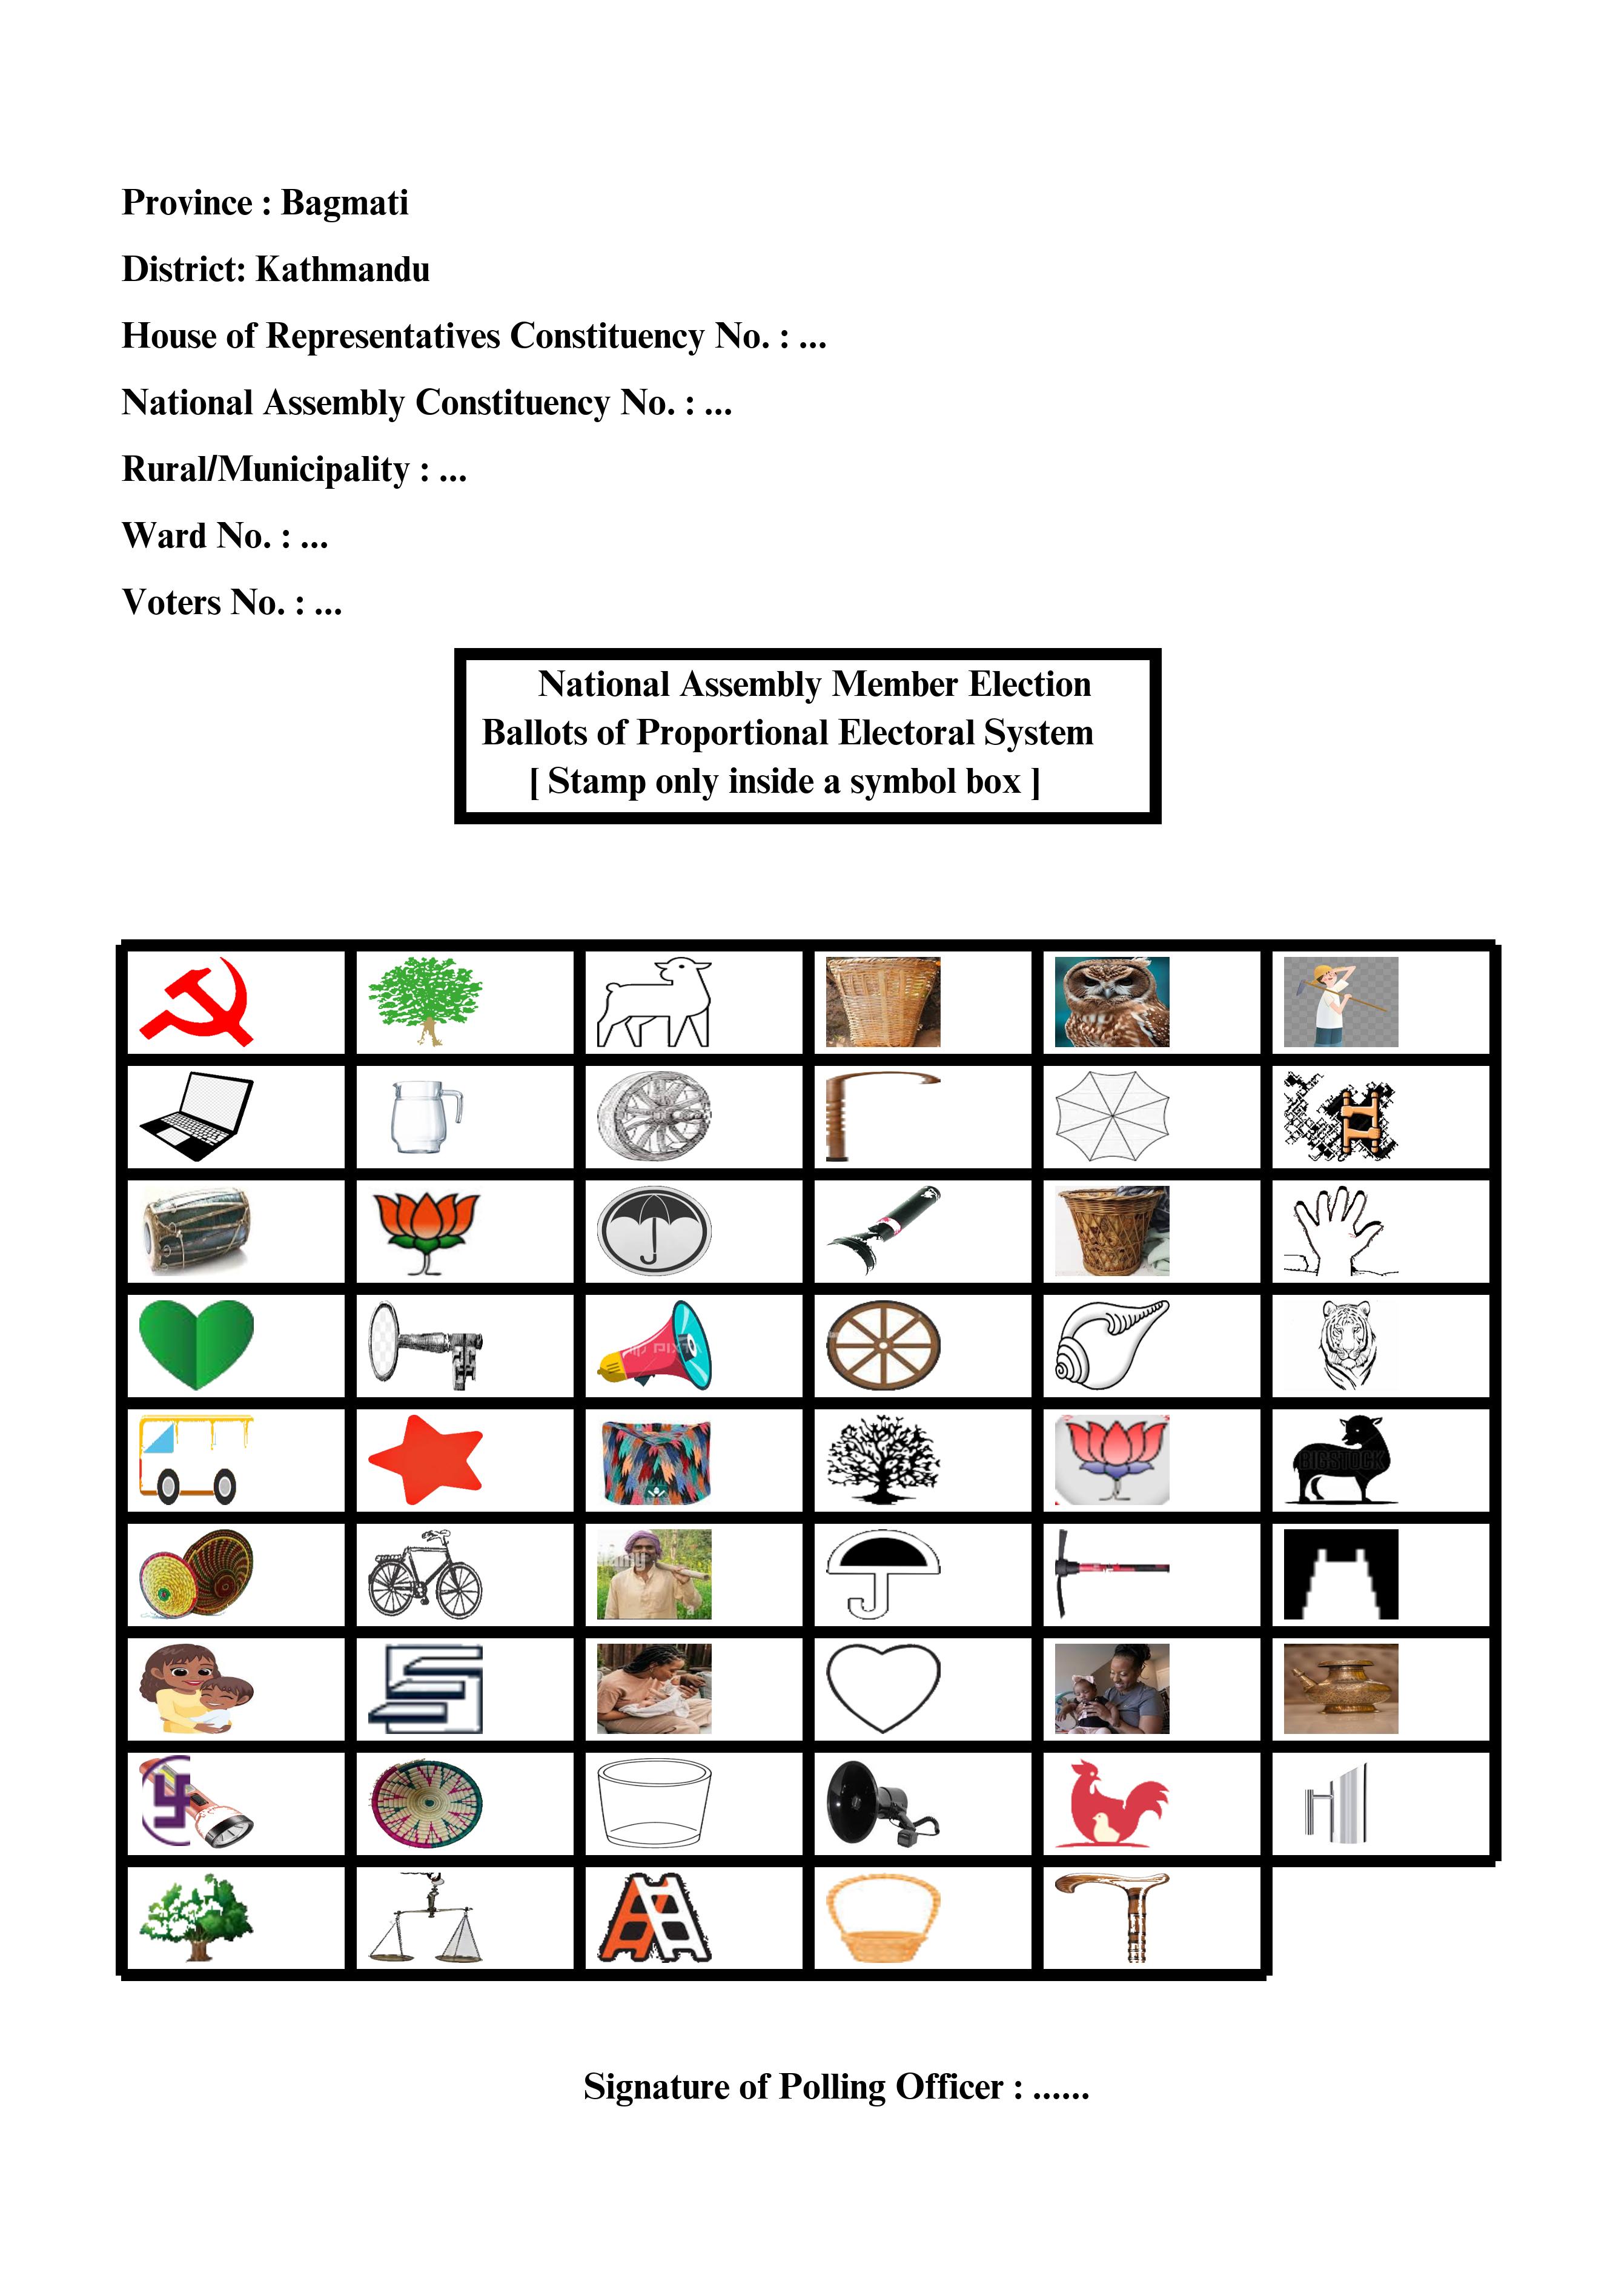 Province : Bagmati
District: Kathmandu
House of Representatives Constituency No. : ...
National Assembly Constituency No. : ...
Rural/Municipality : ...
Ward No. : ...
Voters No. : ...
National Assembly Member Election
Ballots of Proportional Electoral System
[ Stamp only inside a symbol box ]
BIGSTOCK
Signature of Polling Officer : ......